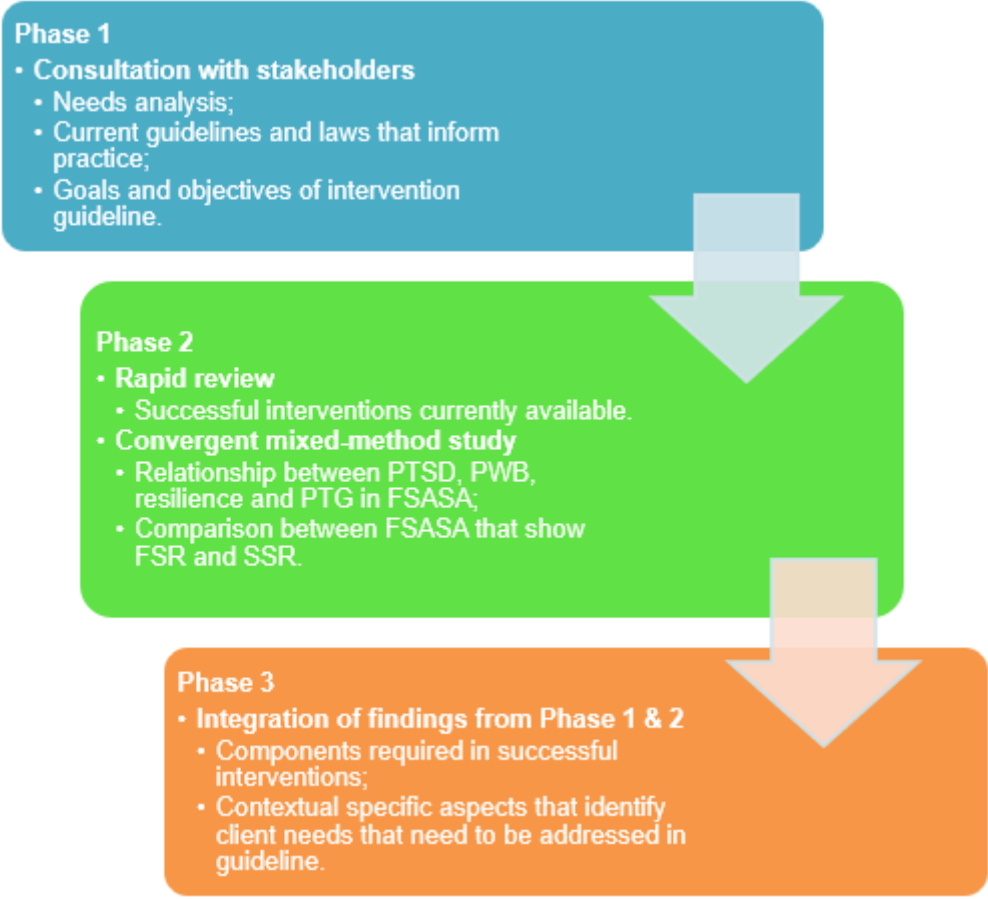 Phase 1
• Consultation with stakeholders
• Needs analysis;
• Current guidelines and laws that inform
practice;
• Goals and objectives of intervention
guideline.
Phase 2
• Rapid review
• Successful interventions currently available.
• Convergent mixed-method study
• Relationship between PTSD, PWB,
resilience and PTG in FSASA;
• Comparison between FSASA that show
FSR and SSR.
Phase 3
• Integration of findings from Phase 1 & 2
• Components required in successful
interventions;
• Contextual specific aspects that identify
client needs that need to be addressed in
guideline.